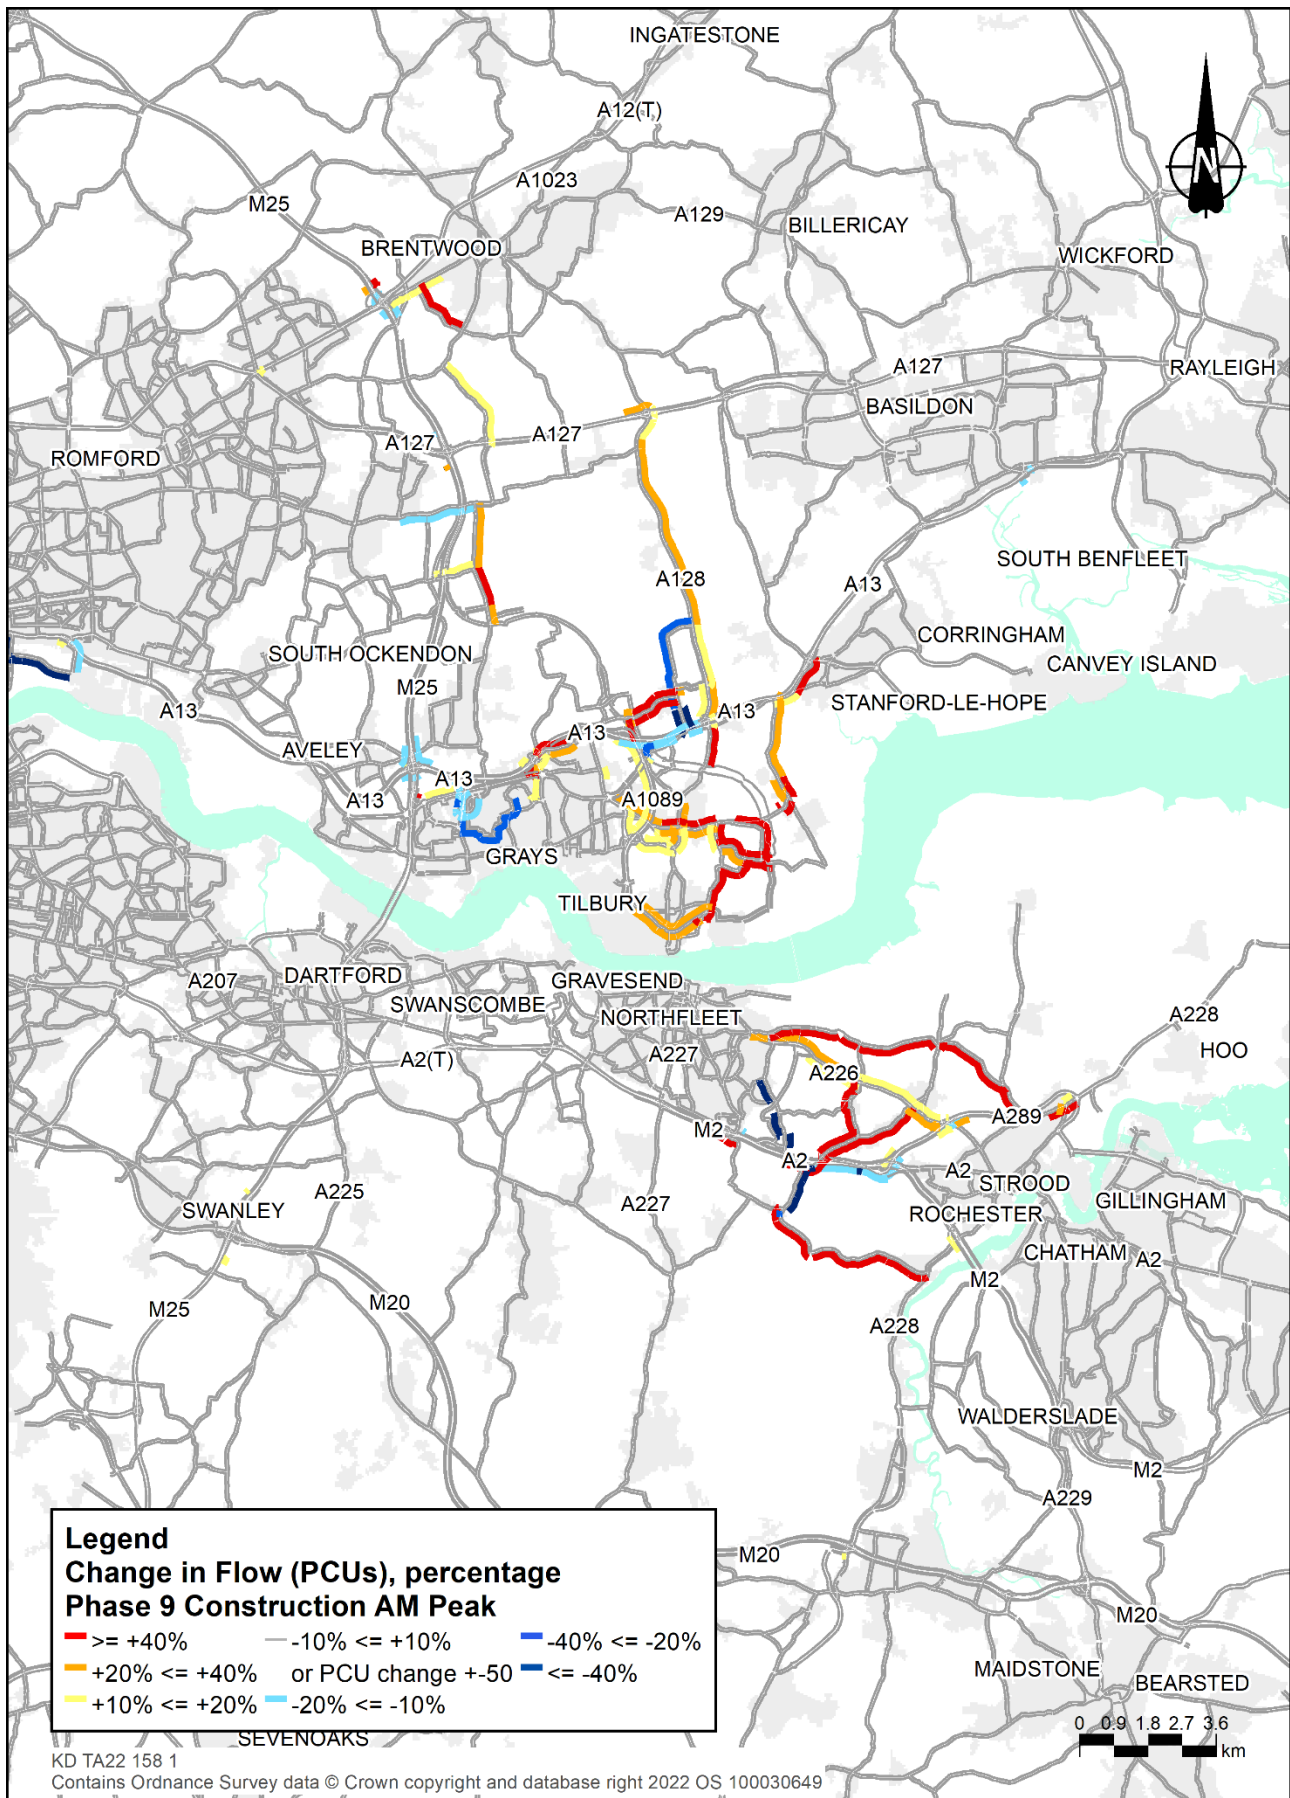 INGATESTONE
A12(T)
A1023
M25
A129
BILLERICAY
BRENTWOOD
WICKFORD
N
A127
RAYLEIGH
BASILDON
A127
A127
ROMFORD
SOUTH BENFLEET
A128
A13
CORRINGHAM
CANVEY ISLAND
SOUTH OCKENDON
M25
STANFORD-LE-HOPE
A13
A13
A13
AVELEY
A13
A13
A1089
GRAYS
TILBURY
DARTFORD
GRAVESEND
A207
SWANSCOMBE
NORTHFLEET
A228
HOO
A2(T)
A227
A226
A289
M2
A2
A2
STROOD
A225
GILLINGHAM
SWANLEY
A227
ROCHESTER
CHATHAM
A2
M2
M25
M20
A228
WALDERSLADE
M2
A229
M20
M20
MAIDSTONE
BEARSTED
Legend
Change in Flow (PCUs), percentage
Phase 9 Construction AM Peak
>= +40% -10% <= +10% -40% <= -20%
+20% <= +40% or PCU change +-50 <= -40%
+10% <= +20% -20% <= -10%
0 0.9 1.8 2.7 3.6
km
SEVENOAKS
KD TA22 158 1
Contains Ordnance Survey data © Crown copyright and database right 2022 OS 100030649